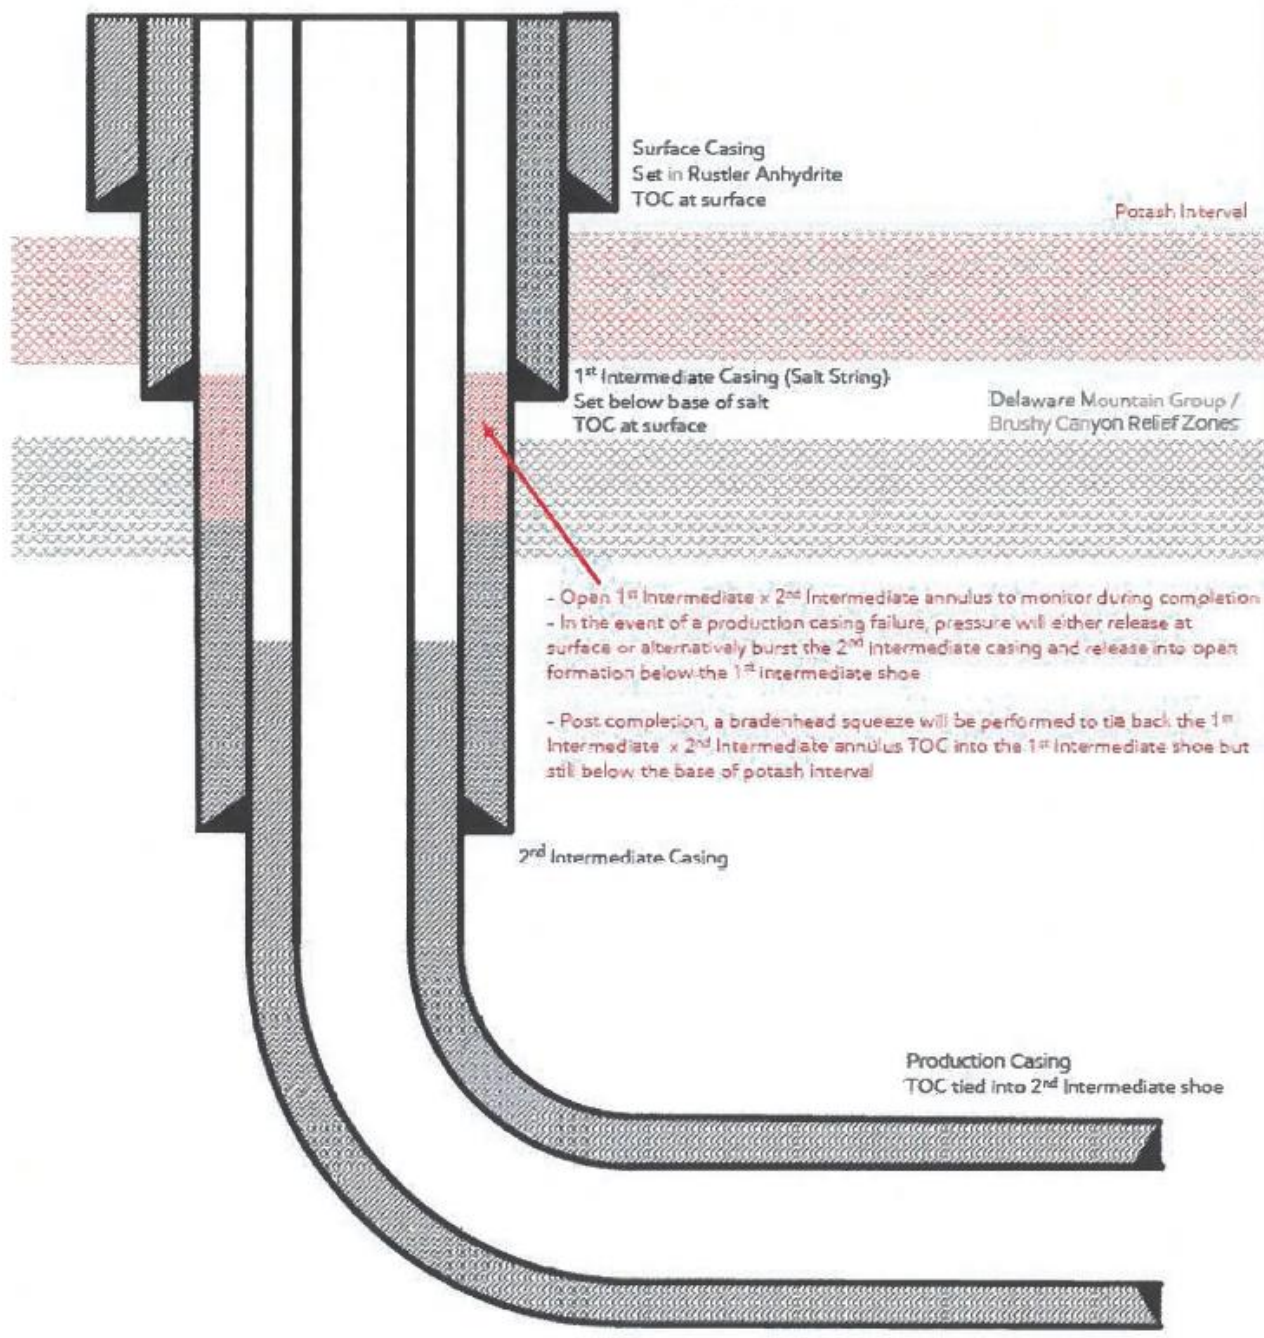 Surface Casing
Set in Rustler Anhydrite
TOC at surface
Potash Interval
1st Intermediate Casing (Salt String)
Set below base of salt
TOC at surface
Delaware Mountain Group /
Brushy Canyon Relief Zones
- Open 1st Intermediate x 2nd Intermediate annulus to monitor during completion
- In the event of a production casing failure, pressure will either release at
surface or alternatively burst the 2nd Intermediate casing and release into open
formation below the 1st Intermediate shoe
- Post completion, a bradenhead squeeze will be performed to tie back the 1st
Intermediate x 2nd Intermediate annulus TOC into the 1st Intermediate shoe but
still below the base of potash interval
2nd Intermediate Casing
Production Casing
TOC tied into 2nd Intermediate shoe